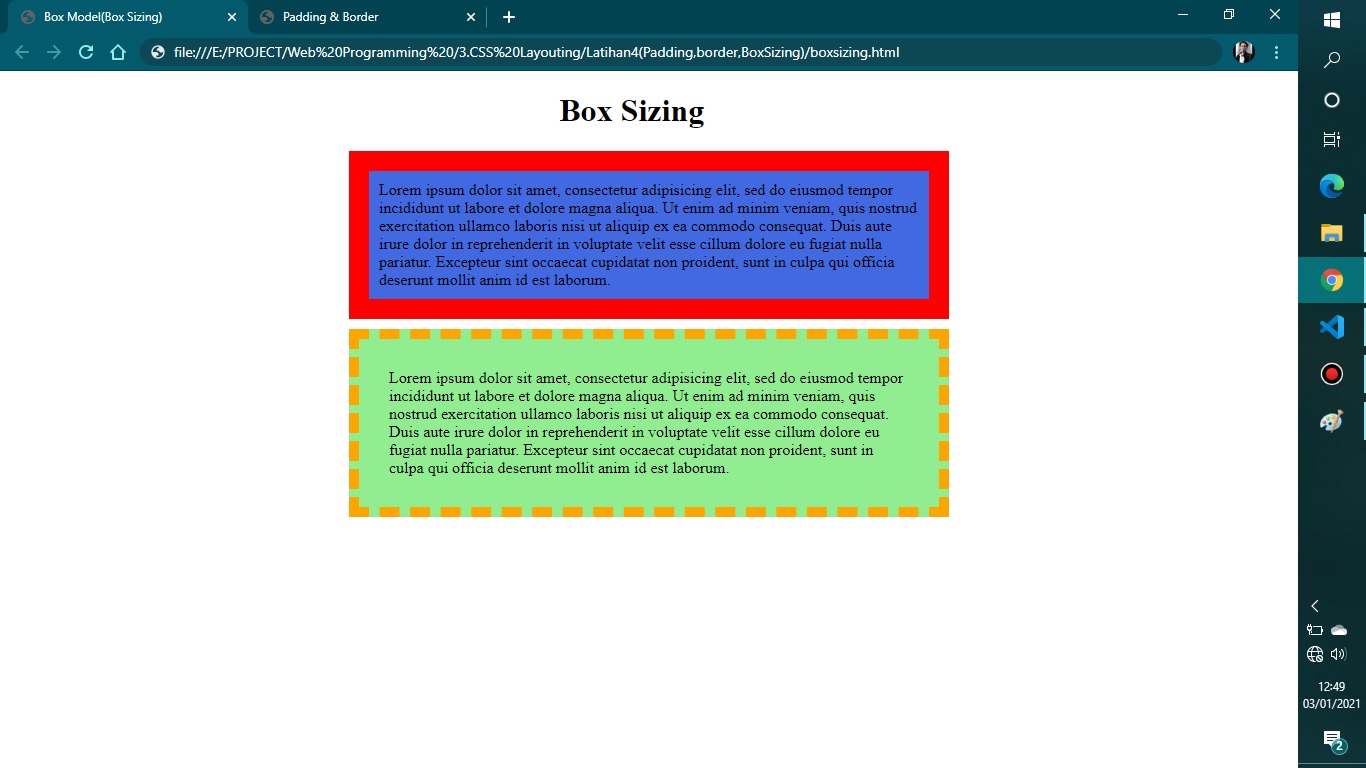 Box Model(Box Sizing)
Padding & Border
file:///E:/PROJECT/Web%20Programming%20/3.CSS%20Layouting/Latihan4(Padding,border,BoxSizing)/boxsizing.html
Box Sizing
Lorem ipsum dolor sit amet, consectetur adipisicing elit, sed do eiusmod tempor
incididunt ut labore et dolore magna aliqua. Ut enim ad minim veniam, quis nostrud
exercitation ullamco laboris nisi ut aliquip ex ea commodo consequat. Duis aute
irure dolor in reprehenderit in voluptate velit esse cillum dolore eu fugiat nulla
pariatur. Excepteur sint occaecat cupidatat non proident, sunt in culpa qui officia
deserunt mollit anim id est laborum.
Lorem ipsum dolor sit amet, consectetur adipisicing elit, sed do eiusmod tempor
incididunt ut labore et dolore magna aliqua. Ut enim ad minim veniam, quis
nostrud exercitation ullamco laboris nisi ut aliquip ex ea commodo consequat.
Duis aute irure dolor in reprehenderit in voluptate velit esse cillum dolore eu
fugiat nulla pariatur. Excepteur sint occaecat cupidatat non proident, sunt in
culpa qui officia deserunt mollit anim id est laborum.
12:49
03/01/2021
2